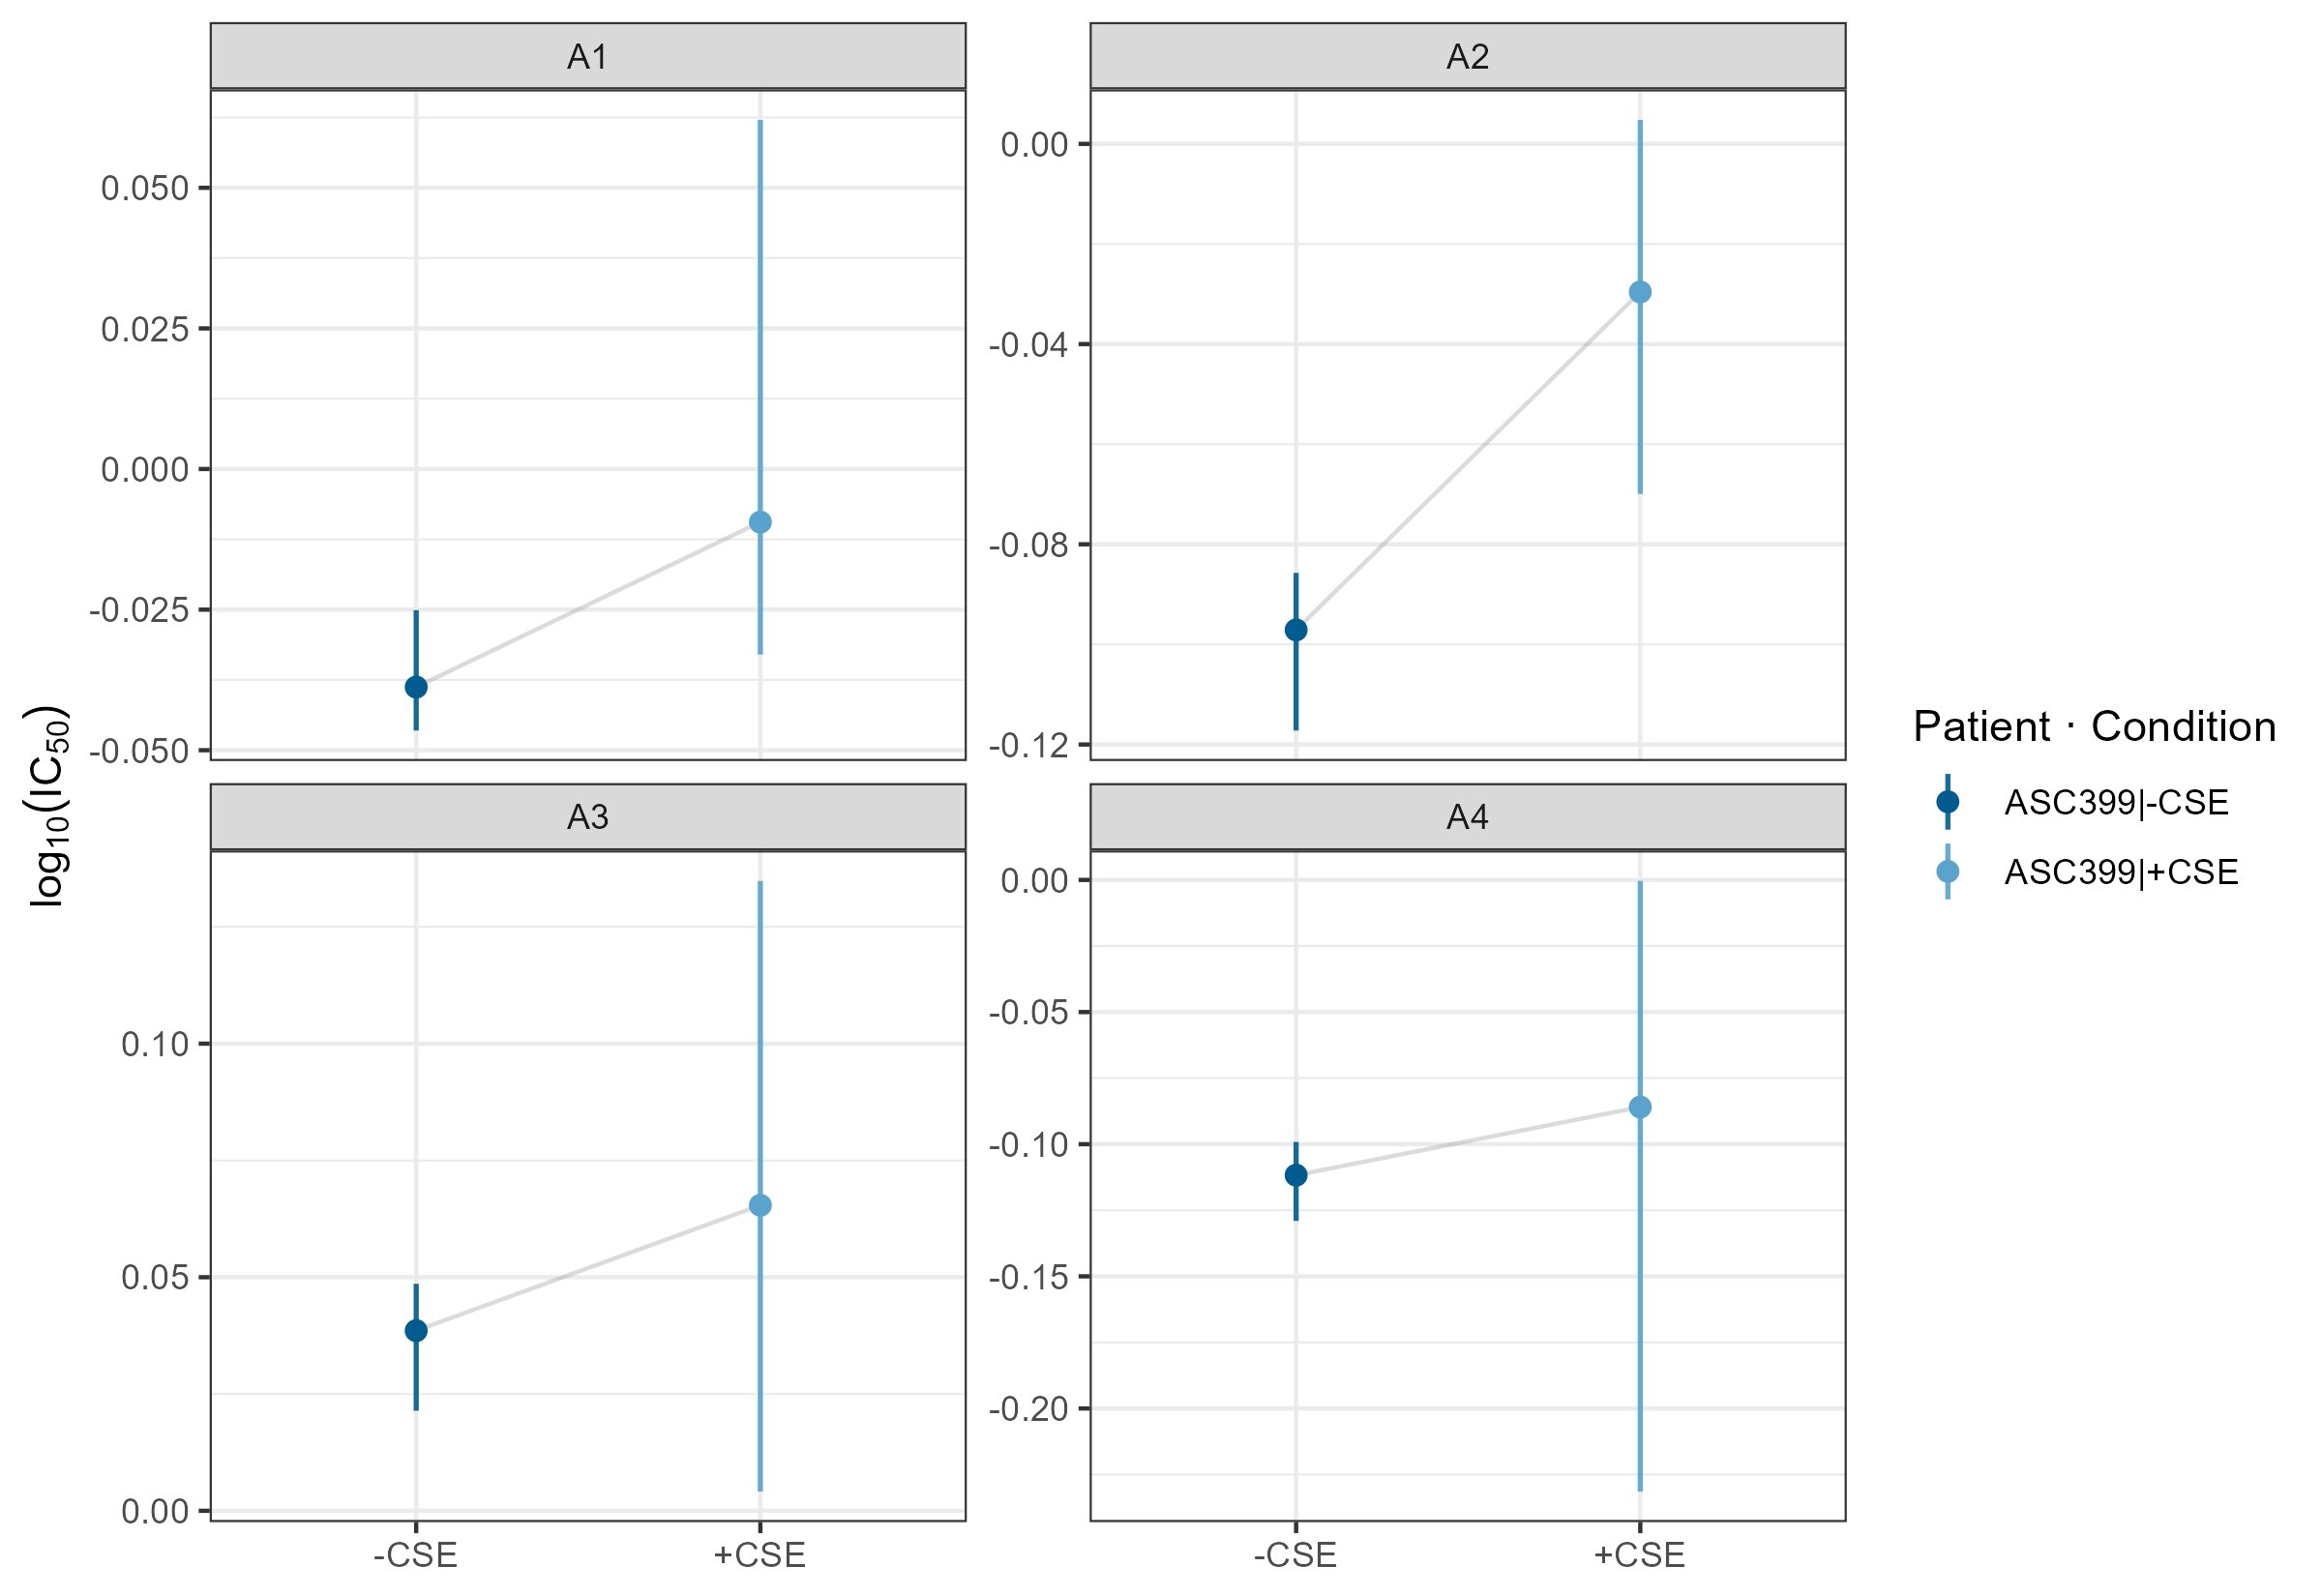 A1
A2
0.050
0.025
0.000
-0.025
-0.050
0.00
-0.04
-0.08
-0.12
log10(IC50)
A3
A4
0.10
0.05
0.00
0.00
-0.05
-0.10
-0.15
-0.20
-CSE
+CSE
-CSE
+CSE
Patient · Condition
ASC399|-CSE
ASC399|+CSE